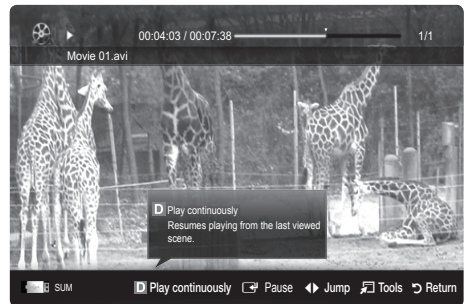 00:04:03 / 00:07:38 1/1
Movie 01.avi
D Play continuously
Resumes playing from the last viewed
scene.
SUM D Play continuously Pause Jump Tools Return